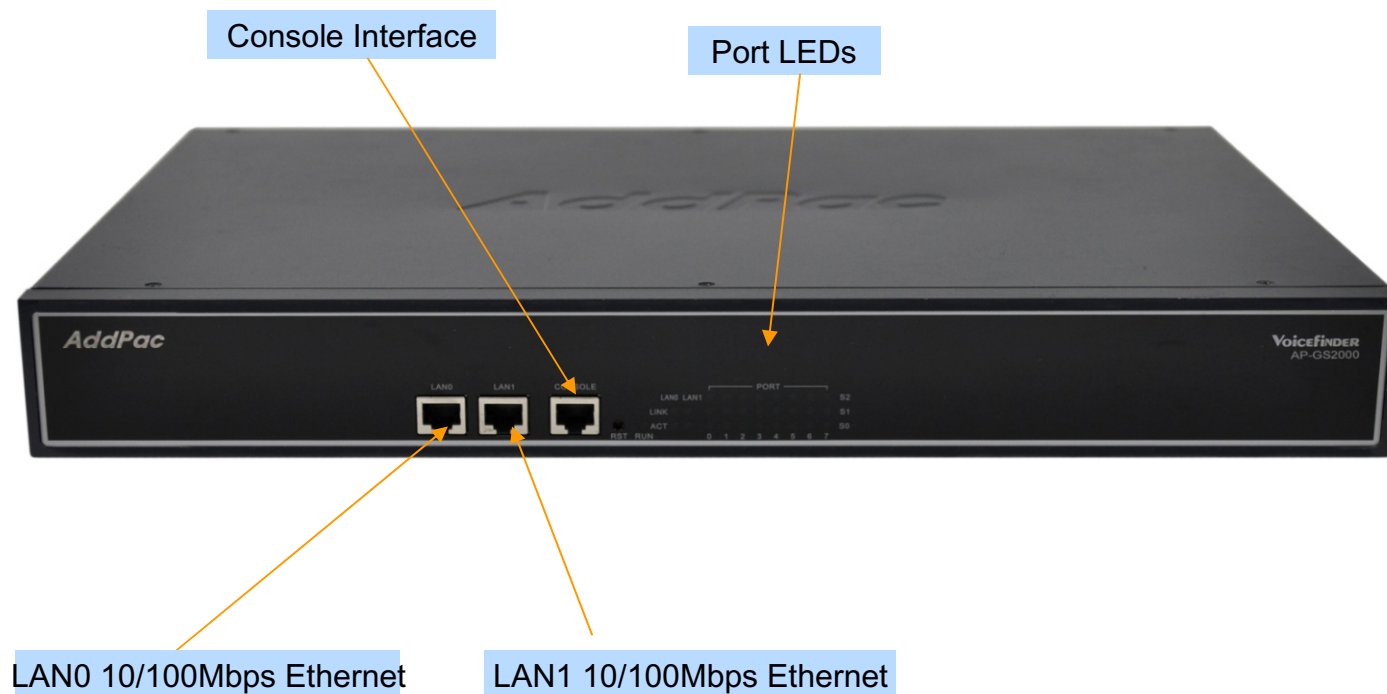 Console Interface
Port LEDs
AddPac
AddPac
VoiceFinder
AP-GS2000
LAN0 LAN1 CONSOLE
PORT
LAN0 LAN1 S2
LINK S1
ACT S0
RST RUN 0 1 2 3 4 5 6 7
LAN0 10/100Mbps Ethernet
LAN1 10/100Mbps Ethernet